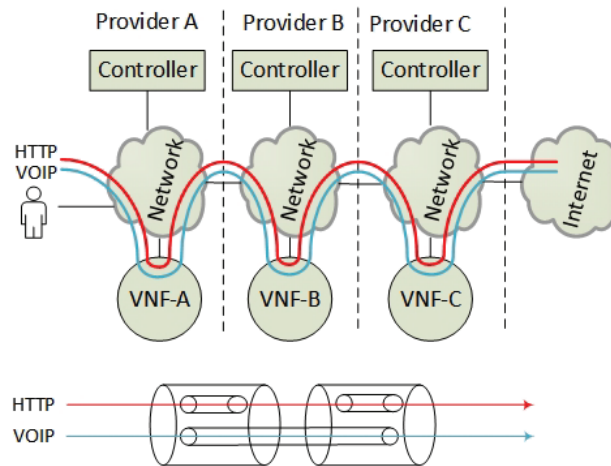 Provider A Provider B Provider C
Controller Controller Controller
HTTP
VOIP
Network Network Network Internet
VNF-A VNF-B VNF-C
HTTP
VOIP